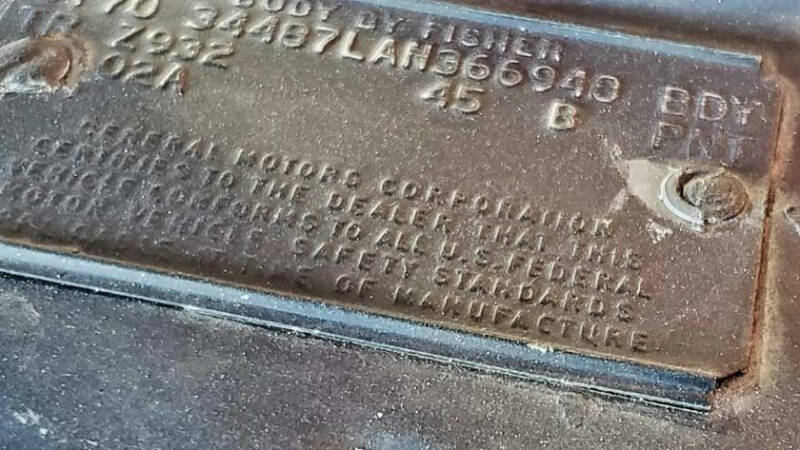 BODY BY FISHER
70 34487LAN366940 BDY
TR Z932 45 B PNT
02A
GENERAL MOTORS CORPORATION
CERTIFIES TO THE DEALER THAT THIS
VEHICLE CONFORMS TO ALL U.S. FEDERAL
MOTOR VEHICLE SAFETY STANDARDS
OF MANUFACTURE